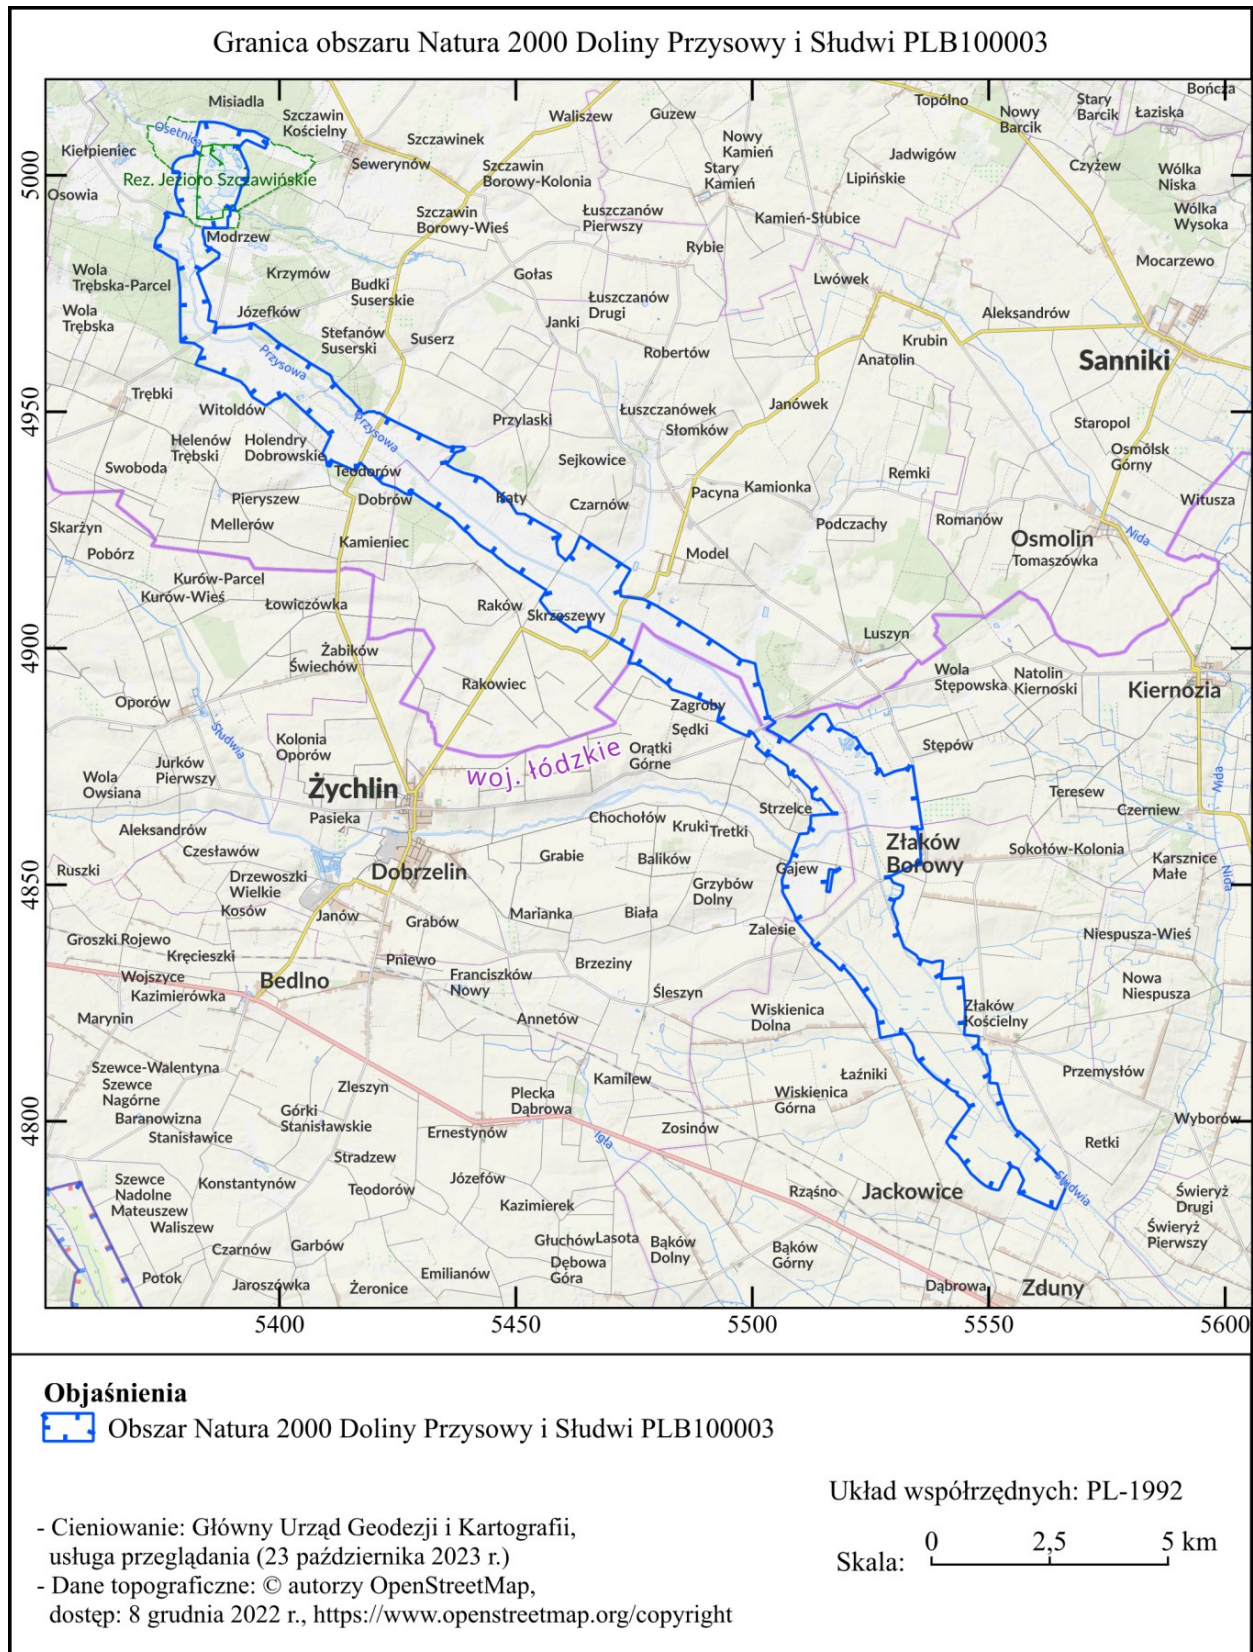 Granica obszaru Natura 2000 Doliny Przysowy i Słudwi PLB100003
Misiadla
Szczawin
Kościelny
Osetnica
Kiełpieniec
Szczawinek
Waliszew
Guzew
Topólno
Nowy
Barcik
Stary
Barcik
Bończa
Łaziska
Sewerynów
Szczawin
Borowy-Kolonia
Nowy
Kamień
Stary
Kamień
Jadwigów
Lipińskie
Czyżew
Wólka
Niska
5000
Rez. Jezioro Szczawińskie
Osowia
Szczawin
Borowy-Wieś
Łuszczanów
Pierwszy
Kamień-Słubice
Wólka
Wysoka
Modrzew
Rybie
Mocarzewo
Wola
Trębska-Parcel
Krzymów
Budki
Suserskie
Gołas
Lwówek
Wola
Trębska
Józefków
Łuszczanów
Drugi
Aleksandrów
Stefanów
Suserski
Suserz
Janki
Krubin
Przysowa
Robertów
Anatolin
Sanniki
Trębki
Witoldów
Przysowa
Przylaski
Łuszczanówek
Janówek
4950
Słomków
Staropol
Helenów
Trębski
Holendry
Dobrowskie
Swoboda
Teodorów
Sejkowice
Remki
Osmólsk
Górny
Pieryszew
Dobrów
Kąty
Czarnów
Pacyna
Kamionka
Witusza
Skarżyn
Mellerów
Podczachy
Romanów
Pobórz
Kamieniec
Model
Osmolin
Tomaszówka
Nida
Kurów-Parcel
Kurów-Wieś
Łowiczówka
Raków
Skrzeszewy
4900
Żabików
Świechów
Luszyn
Rakowiec
Wola
Stępowska
Natolin
Kiernoski
Kiernozia
Oporów
Zagroby
Sędki
Słudwia
Kolonia
Oporów
Orątki
Górne
Stępów
Jurków
Pierwszy
woj. łódzkie
Wola
Owsiana
Żychlin
Pasieka
Strzelce
Teresew
Nida
Czerniew
Aleksandrów
Chochołów
Kruki
Tretki
Złaków
Borowy
Czesławów
Grabie
Balików
Gajew
Sokołów-Kolonia
Karsznice
Małe
4850
Ruszki
Drzewoszki
Wielkie
Dobrzelin
Grzybów
Dolny
Nida
Kosów
Janów
Grabów
Marianka
Biała
Zalesie
Groszki
Rojewo
Kręcieszki
Niespusza-Wieś
Wojszyce
Kazimierówka
Bedlno
Pniewo
Franciszków
Nowy
Brzeziny
Śleszyn
Nowa
Niespusza
Marynin
Annetów
Wiskienica
Dolna
Złaków
Kościelny
Szewce-Walentyna
Szewce
Nagórne
Zleszyn
Kamilew
Łaźniki
Przemysłów
Plecka
Dąbrowa
Wiskienica
Górna
4800
Baranowizna
Stanisławice
Górki
Stanisławskie
Ernestynów
Igla
Zosinów
Wyborów
Retki
Stradzew
Szewce
Nadolne
Mateuszew
Konstantynów
Teodorów
Józefów
Rząśno
Jackowice
Słudwia
Świeryż
Drugi
Waliszew
Kazimierek
Świeryż
Pierwszy
Czarnów
Garbów
Głuchów
Lasota
Bąków
Dolny
Bąków
Górny
Potok
Jaroszówka
Żeronice
Emilianów
Dębowa
Góra
Dąbrowa
Zduny
5400
5450
5500
5550
5600
Objaśnienia
Obszar Natura 2000 Doliny Przysowy i Słudwi PLB100003
Układ współrzędnych: PL-1992
- Cieniowanie: Główny Urząd Geodezji i Kartografii,
usługa przeglądania (23 października 2023 r.)
Skala:
0
2,5
5 km
- Dane topograficzne: © autorzy OpenStreetMap,
dostęp: 8 grudnia 2022 r., https://www.openstreetmap.org/copyright